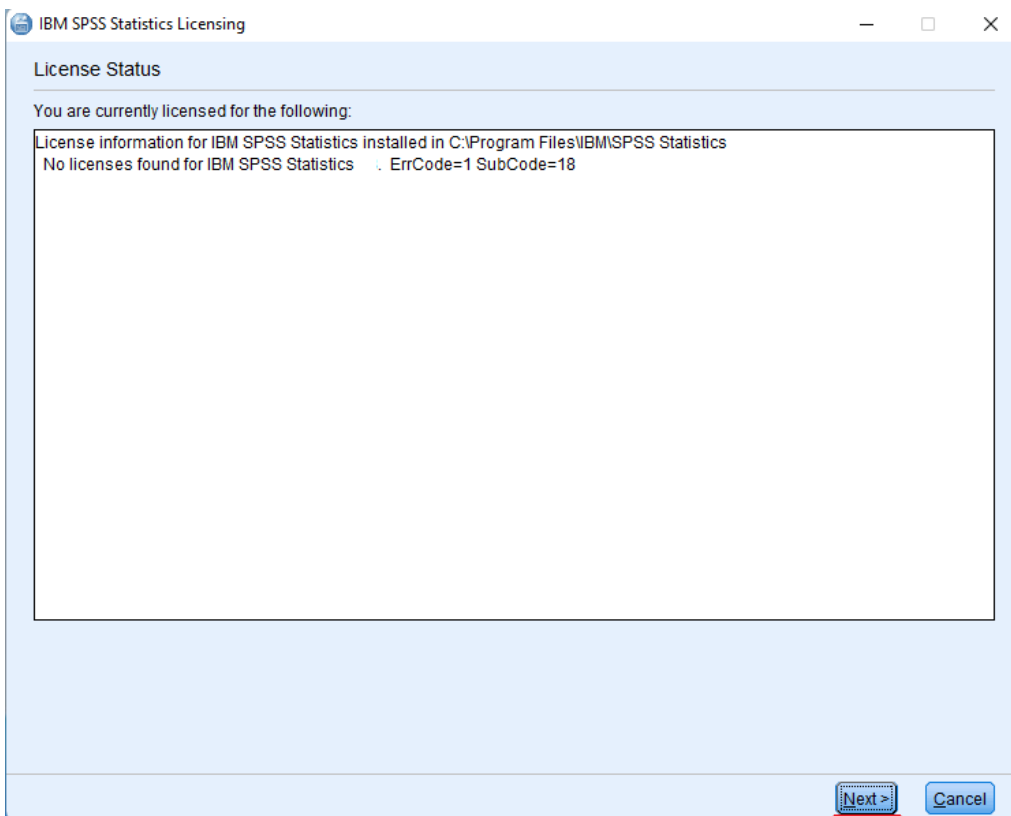 IBM SPSS Statistics Licensing
License Status
You are currently licensed for the following:
License information for IBM SPSS Statistics installed in C:\Program Files\IBM\SPSS Statistics
No licenses found for IBM SPSS Statistics . ErrCode=1 SubCode=18
Next > Cancel